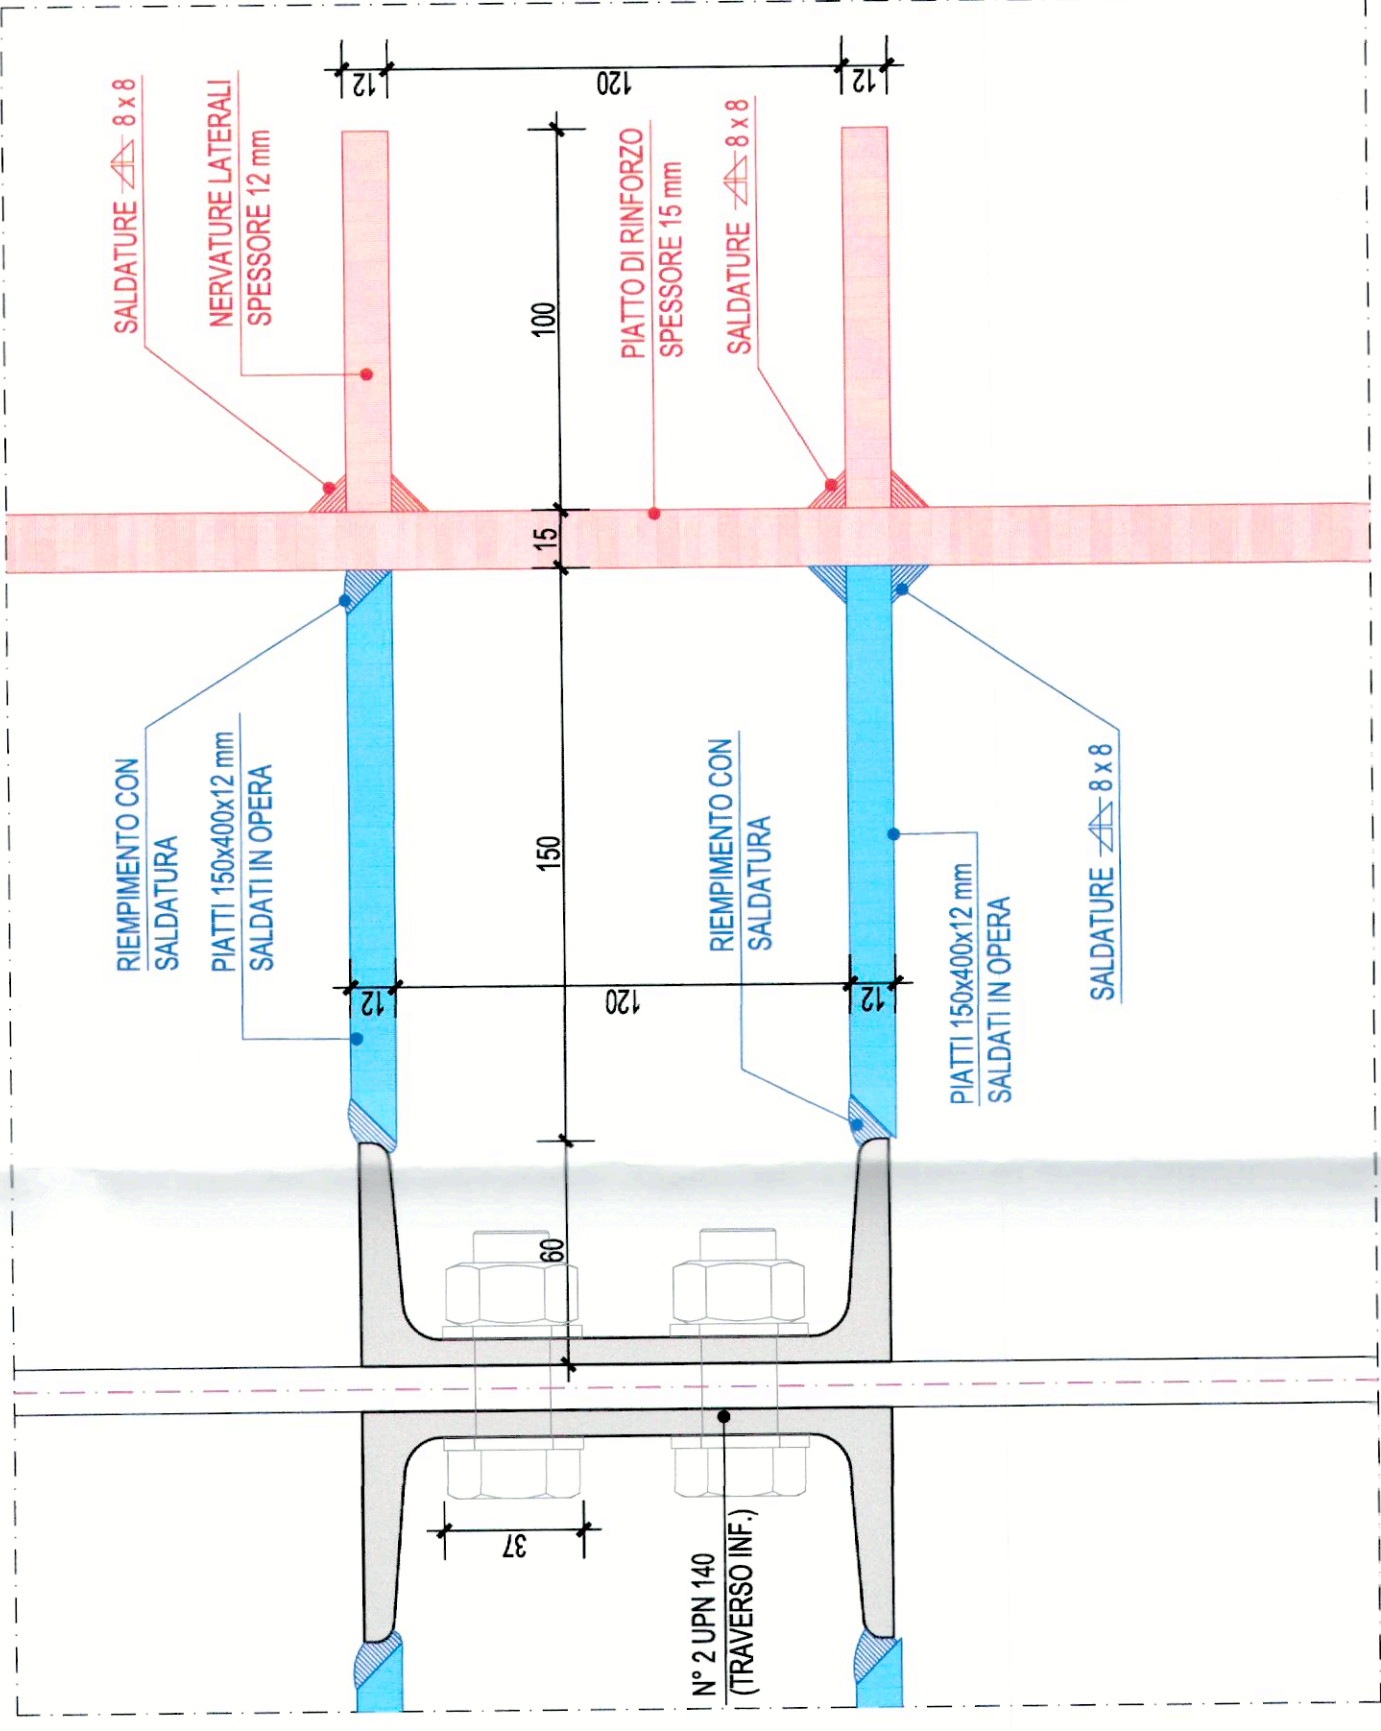 SALDATURE 8 x 8
NERVATURE LATERALI
SPESSORE 12 mm
12
120
12
100
PIATTO DI RINFORZO
SPESSORE 15 mm
SALDATURE 8 x 8
15
RIEMPIMENTO CON
SALDATURA
PIATTI 150x400x12 mm
SALDATI IN OPERA
150
RIEMPIMENTO CON
SALDATURA
12
120
12
PIATTI 150x400x12 mm
SALDATI IN OPERA
SALDATURE 8 x 8
60
37
N° 2 UPN 140
(TRAVERSO INF.)